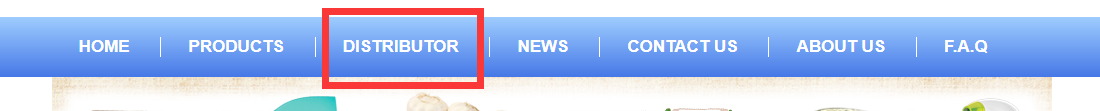 HOME PRODUCTS DISTRIBUTOR NEWS CONTACT US ABOUT US F.A.Q